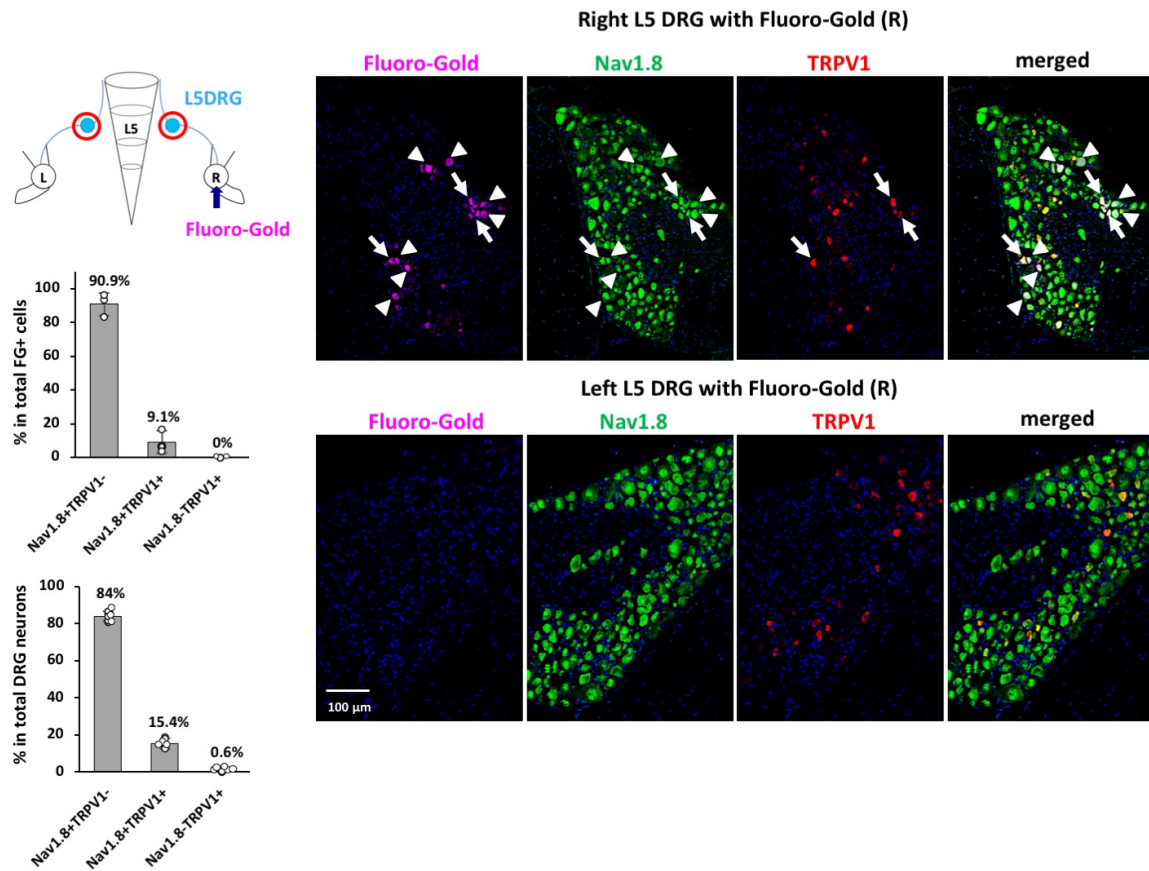 Right L5 DRG with Fluoro-Gold (R)
Fluoro-Gold
Nav1.8
TRPV1
merged
L5DRG
L5
L
R
Fluoro-Gold
90.9%
9.1%
0%
100
80
60
40
20
0
% in total FG+ cells
Nav1.8+TRPV1-
Nav1.8+TRPV1+
Nav1.8-TRPV1+
Left L5 DRG with Fluoro-Gold (R)
Fluoro-Gold
Nav1.8
TRPV1
merged
100 µm
84%
15.4%
0.6%
100
80
60
40
20
0
% in total DRG neurons
Nav1.8+TRPV1-
Nav1.8+TRPV1+
Nav1.8-TRPV1+